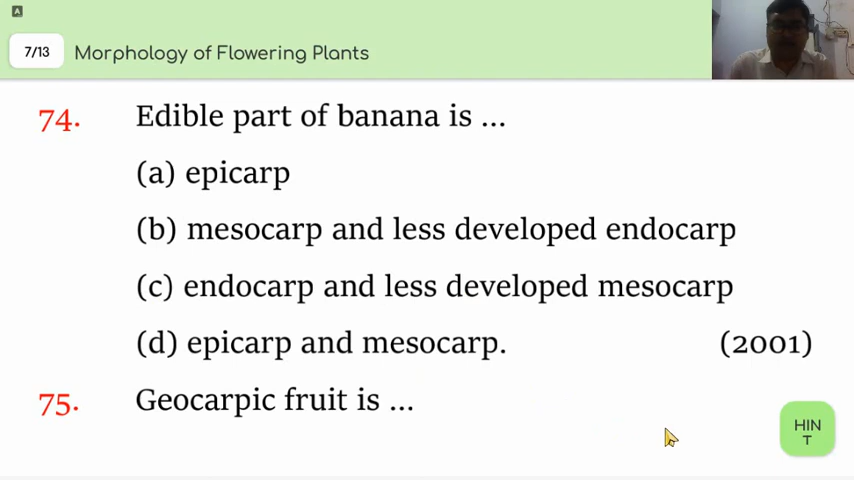 A
7/13 Morphology of Flowering Plants
74. Edible part of banana is ...
(a) epicarp
(b) mesocarp and less developed endocarp
(c) endocarp and less developed mesocarp
(d) epicarp and mesocarp. (2001)
75. Geocarpic fruit is ...
HIN
T